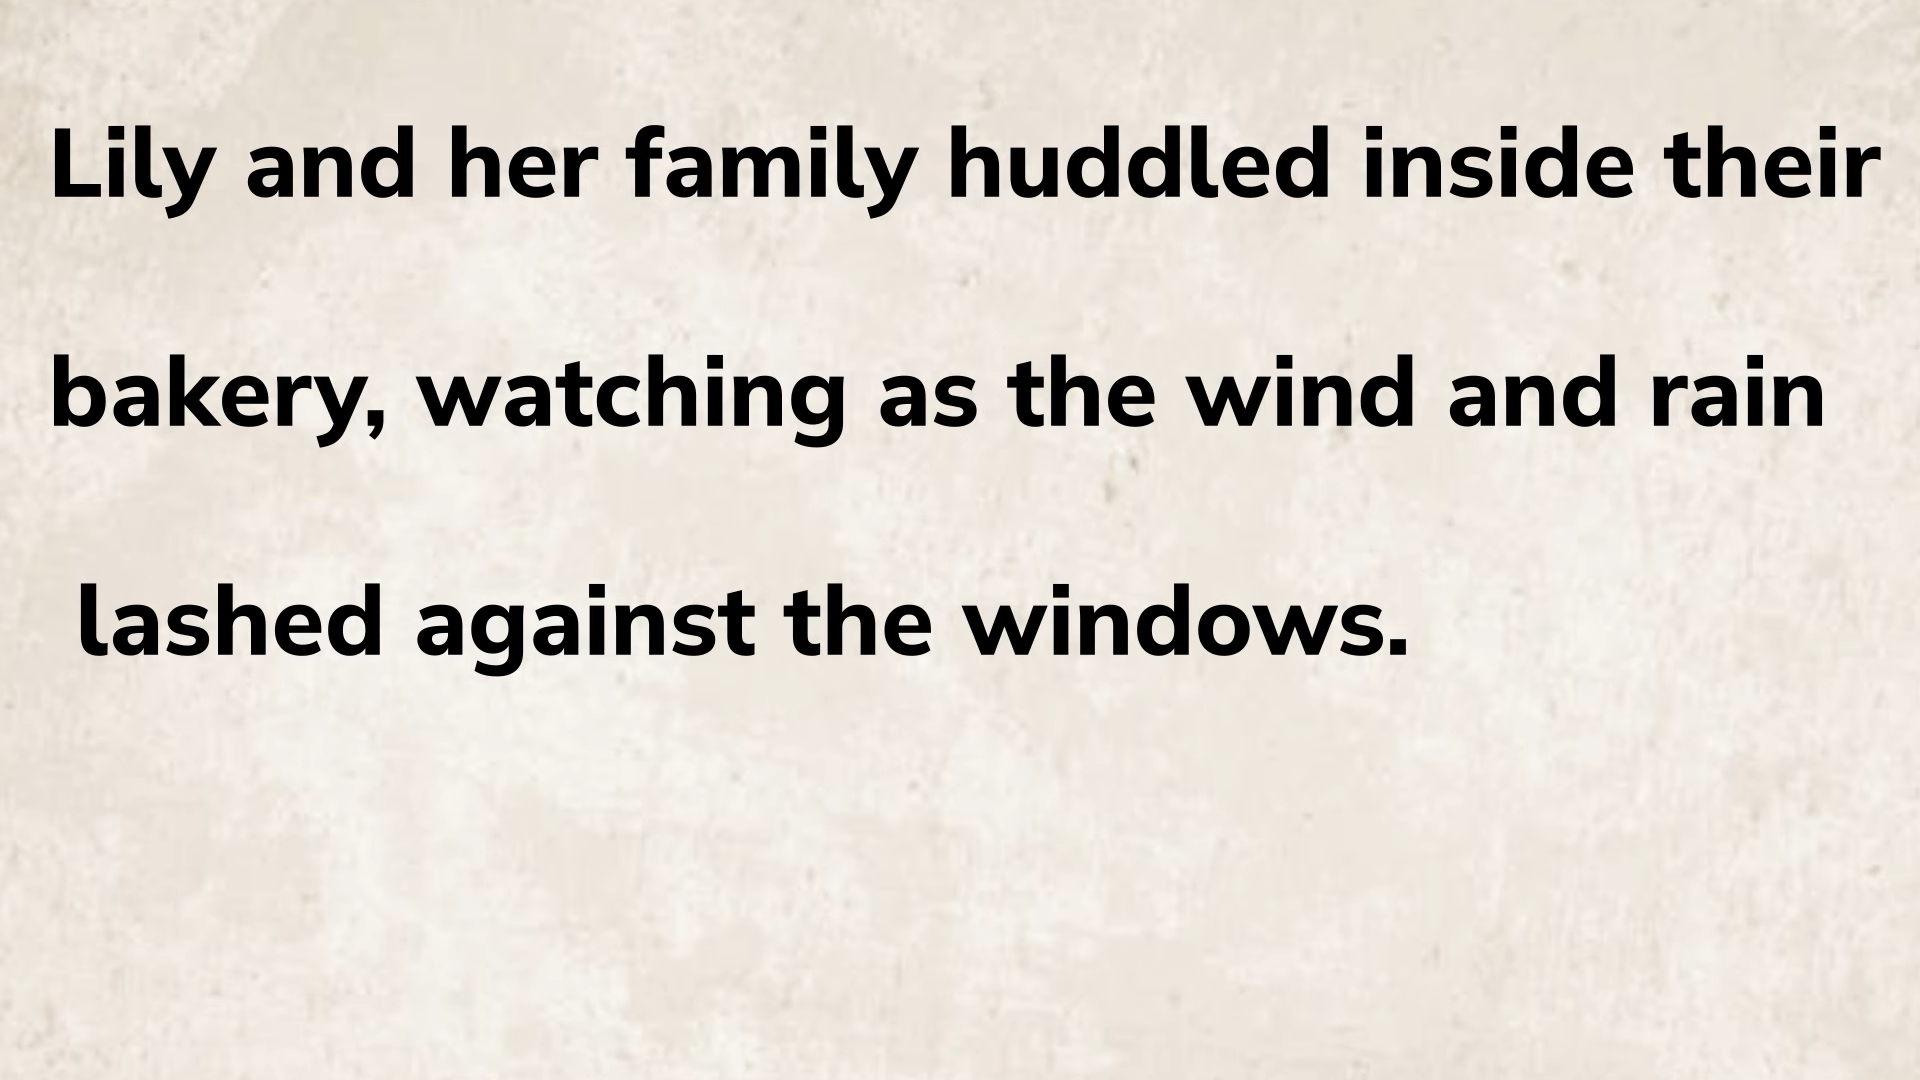 Lily and her family huddled inside their
bakery, watching as the wind and rain
lashed against the windows.